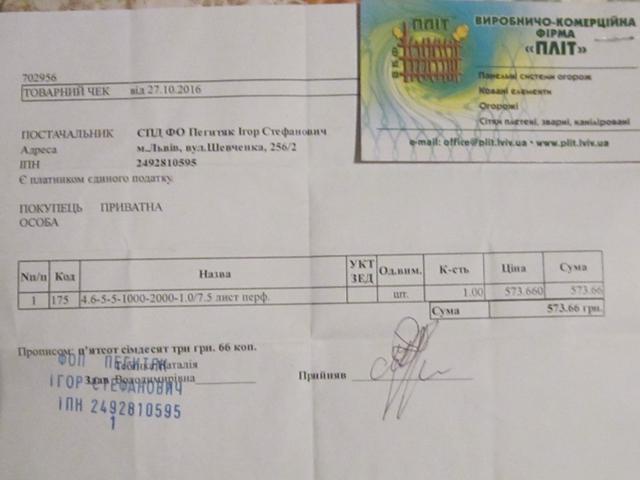 702956
ТОВАРНИЙ ЧЕК від 27.10.2016
ПОСТАЧАЛЬНИК СПД ФО Пегитяк Ігор Стефанович
Адреса м.Львів, вул.Шевченка, 256/2
ІПН 2492810595
Є платником єдиного податку.
ПОКУПЕЦЬ ПРИВАТНА
ОСОБА
ПЛІТ
ВКФ
ВИРОБНИЧО-КОМЕРЦІЙНА
ФІРМА
«ПЛІТ»
Панельні системи огорож
Ковані елементи
Огорожі
Сітки плетені, зварні, каніліровані
e-mail: office@plit.lviv.ua • www.plit.lviv.ua
№п/п Код Назва УКТ ЗЕД Од.вим. К-сть Ціна Сума
1 175 4.6-5-5-1000-2000-1.0/7.5 лист перф. шт. 1.00 573.660 573.66
Сума 573.66 грн.
Прописом: п'ятсот сімдесят три грн. 66 коп.
Наталія
Здав Володимирівна Прийняв
ФОП ПЕГИТЯК
ІГОР СТЕФАНОВИЧ
ІПН 2492810595
1